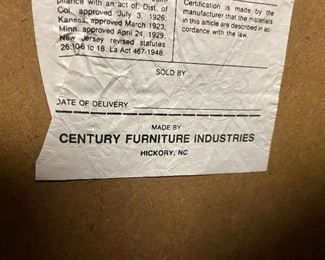 pliance with an act of. Dist. of
Col. approved July 3, 1926;
Kansas, approved March 1923,
Minn. approved April 24, 1929,
New Jersey revised statutes
26:106 to 18. La Act 467-1948.
Certification is made by the
manufacturer that the materials
in this article are described in ac-
cordance with the law.
SOLD BY
DATE OF DELIVERY
MADE BY
CENTURY FURNITURE INDUSTRIES
HICKORY, NC